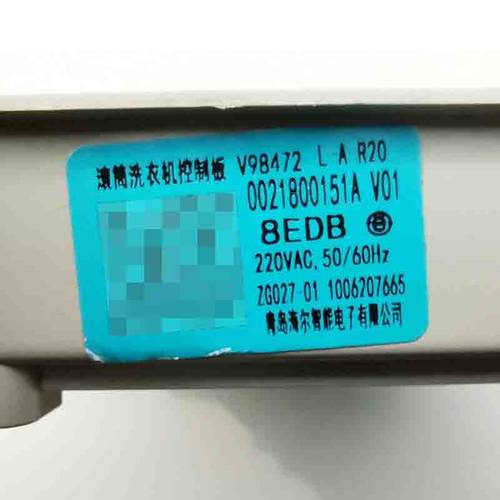 滚筒洗衣机控制板 V98472 L A R20
0021800151A V01
8EDB
220VAC, 50/60Hz
ZG027-01 1006207665
青岛海尔智能电子有限公司